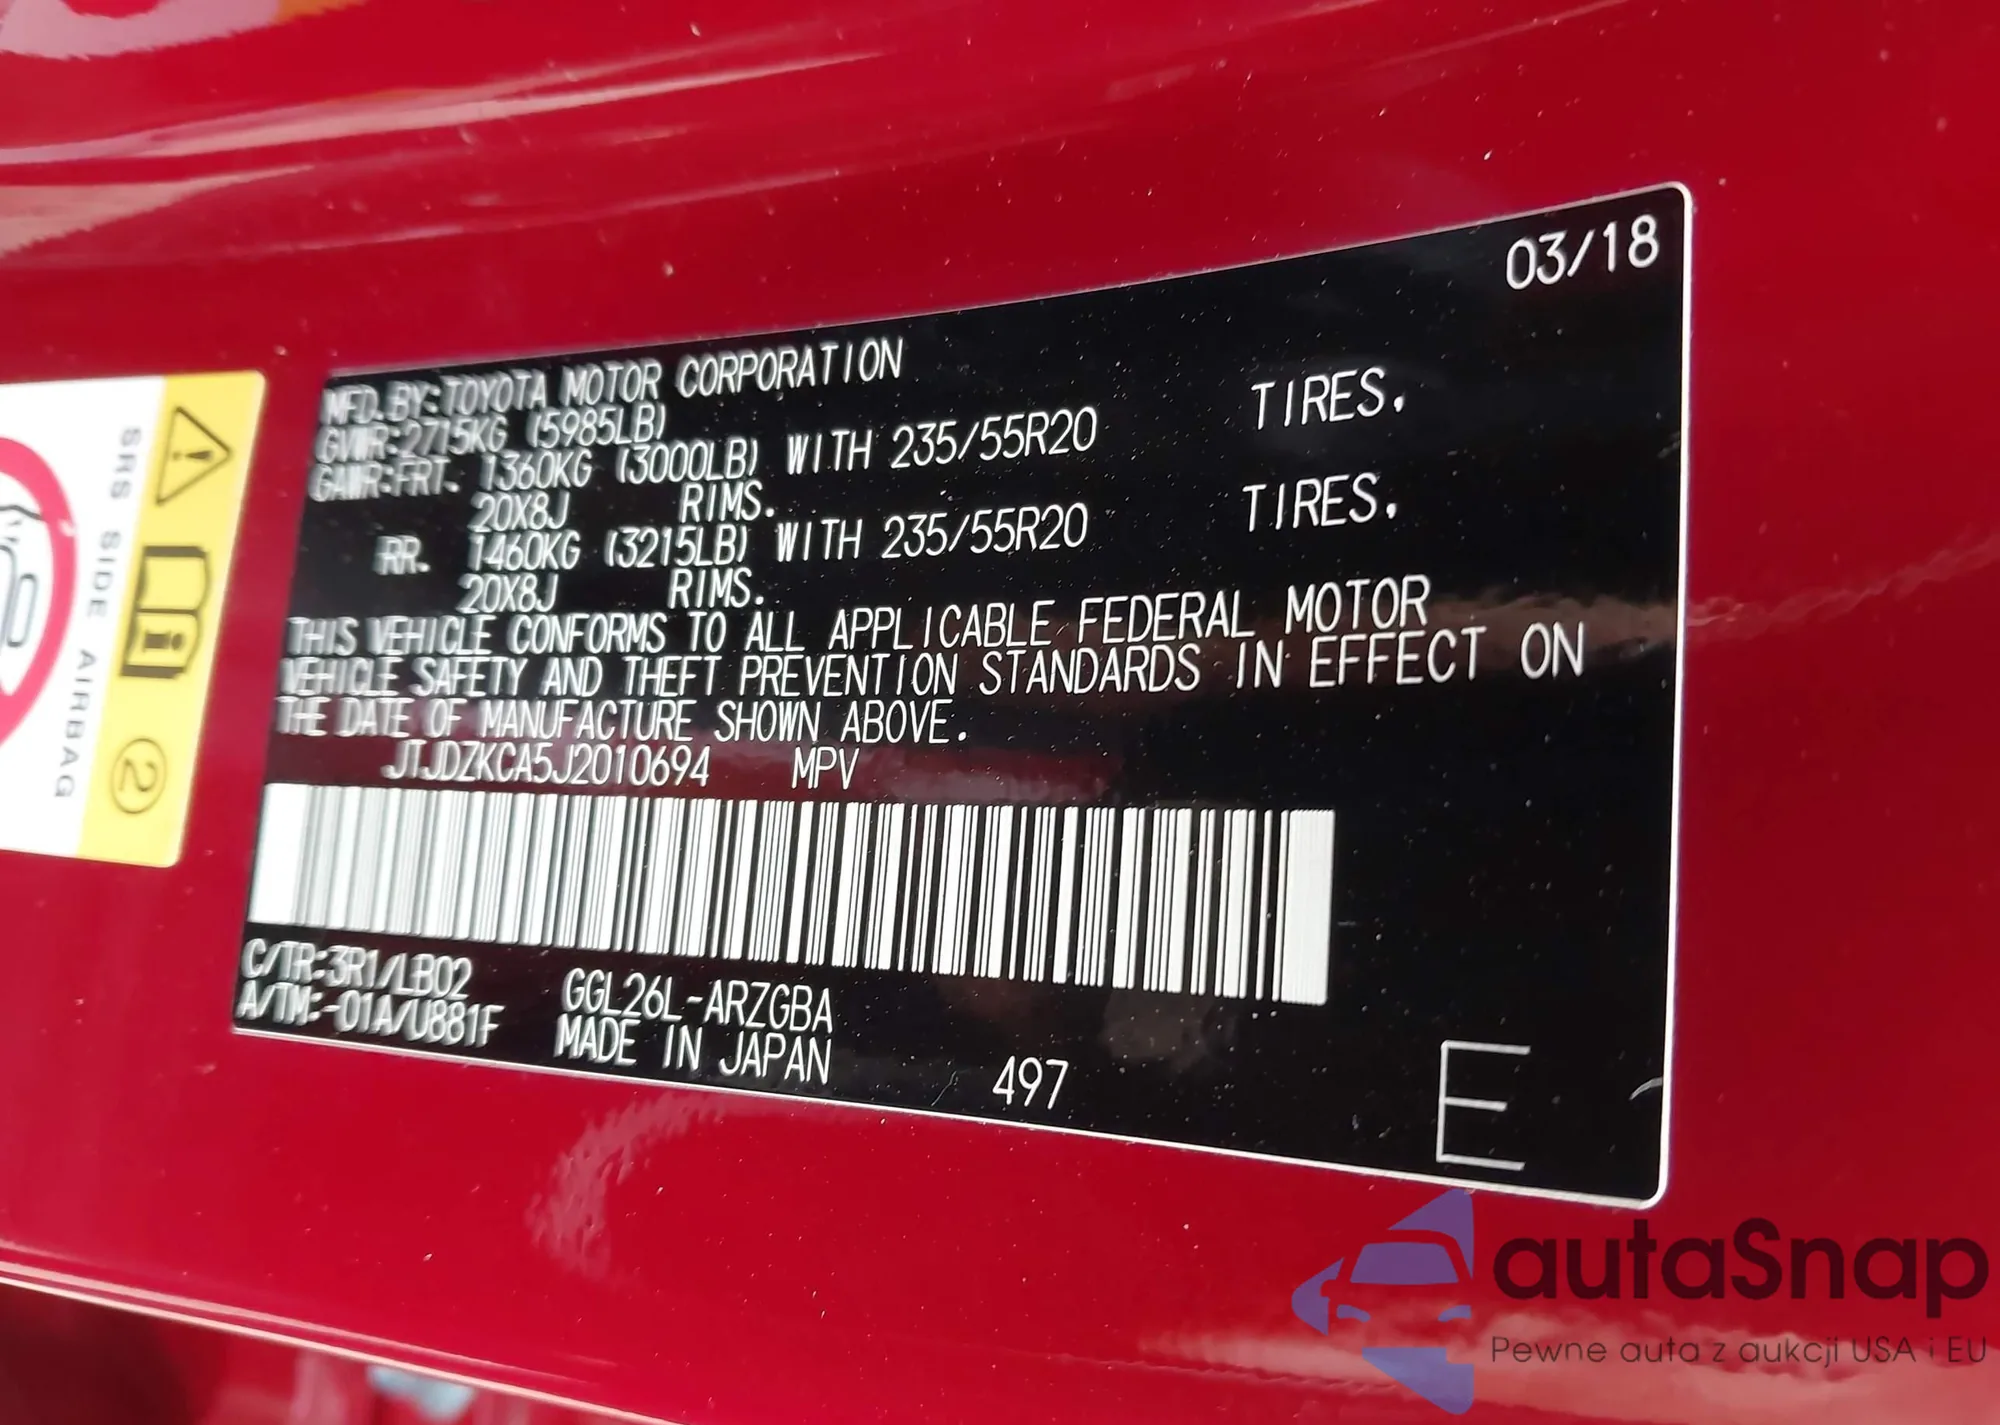 03/18
MFD. BY: TOYOTA MOTOR CORPORATION
GVWR: 2715KG (5985LB)
GAWR: FRT. 1360KG (3000LB) WITH 235/55R20 TIRES.
20X8J RIMS.
RR. 1460KG (3215LB) WITH 235/55R20 TIRES.
20X8J RIMS.
THIS VEHICLE CONFORMS TO ALL APPLICABLE FEDERAL MOTOR
VEHICLE SAFETY AND THEFT PREVENTION STANDARDS IN EFFECT ON
THE DATE OF MANUFACTURE SHOWN ABOVE.
JTJDZKCA5J2010694 MPV
C/TR: 3R1/LB02 GGL26L-ARZGBA
A/TM: -01A/U881F MADE IN JAPAN 497
E
SRS SIDE AIRBAG
2
autaSnap
Pewne auta z aukcji USA i EU